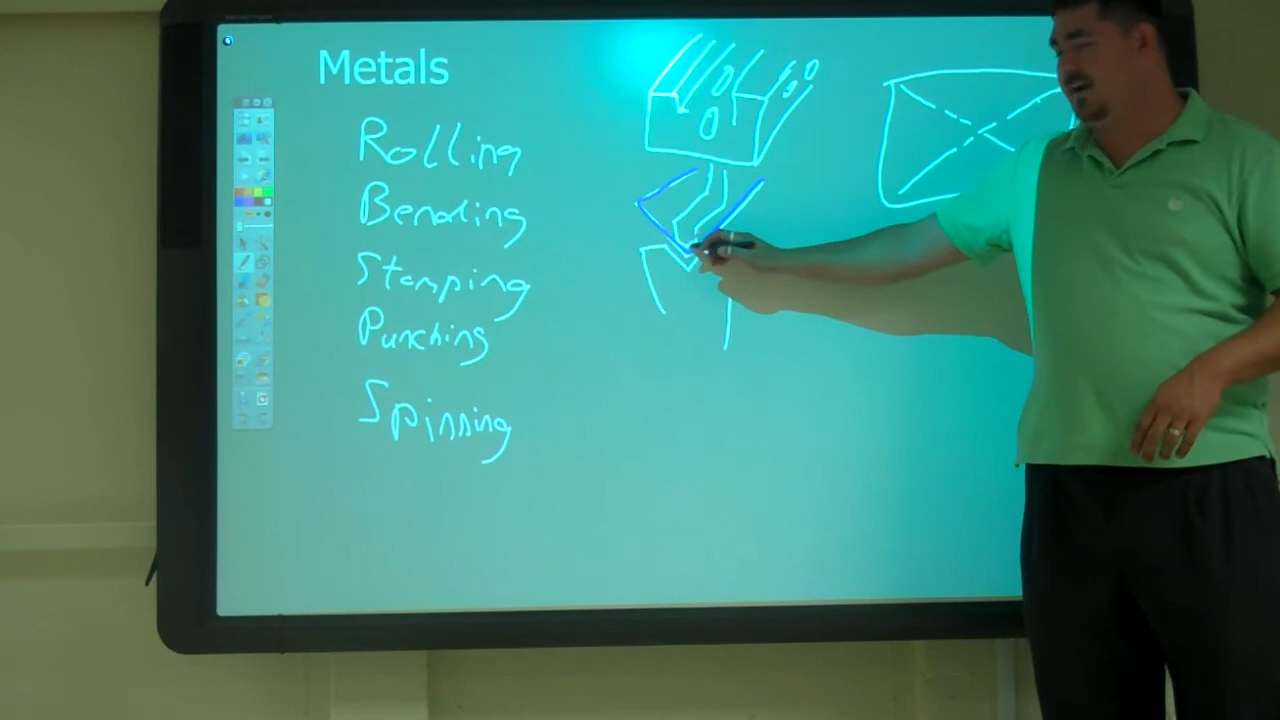 Metals
Rolling
Bending
Stamping
Punching
Spinning